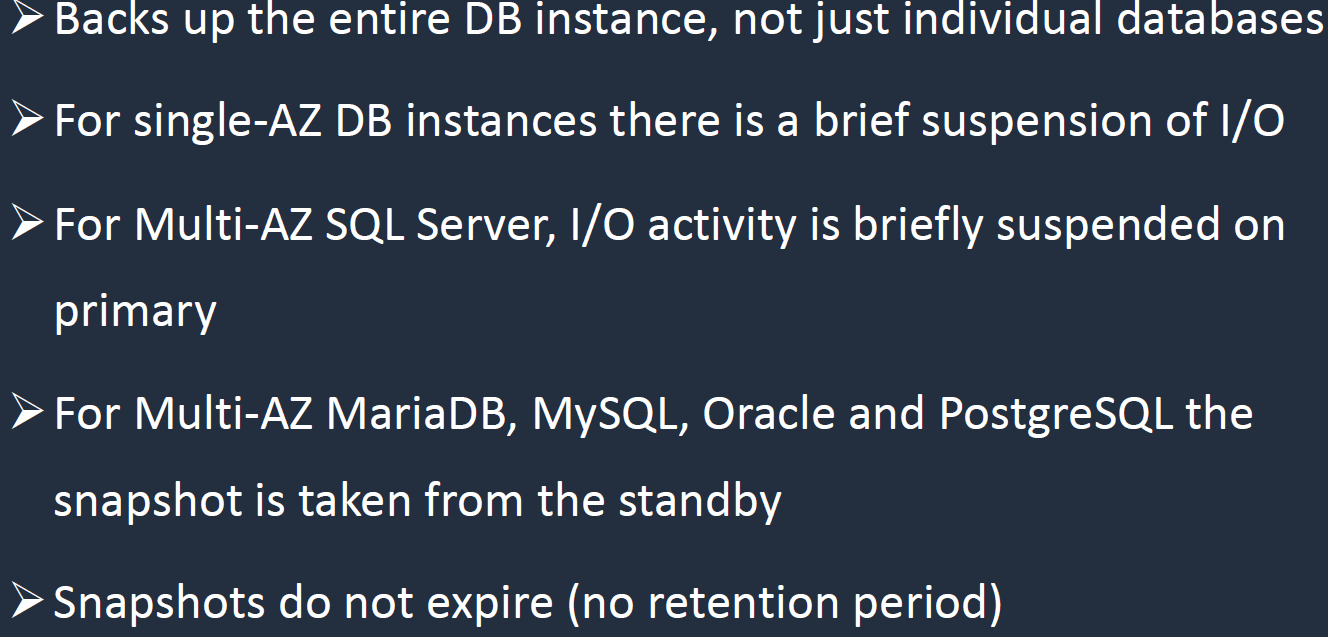 ➢ Backs up the entire DB instance, not just individual databases
➢ For single-AZ DB instances there is a brief suspension of I/O
➢ For Multi-AZ SQL Server, I/O activity is briefly suspended on
primary
➢ For Multi-AZ MariaDB, MySQL, Oracle and PostgreSQL the
snapshot is taken from the standby
➢ Snapshots do not expire (no retention period)